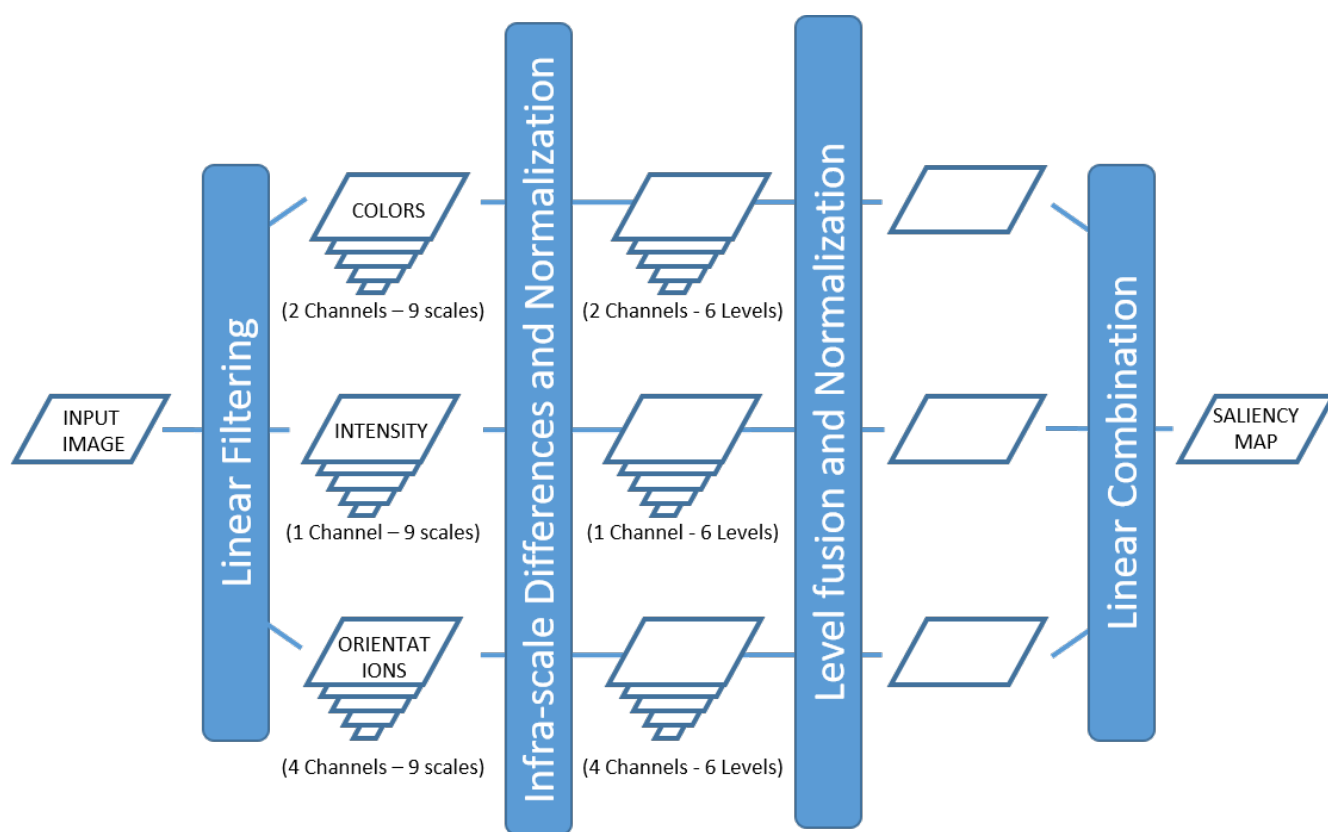 INPUT
IMAGE
Linear Filtering
COLORS
(2 Channels – 9 scales)
INTENSITY
(1 Channel – 9 scales)
ORIENTAT
IONS
(4 Channels – 9 scales)
Infra-scale Differences and Normalization
(2 Channels - 6 Levels)
(1 Channel - 6 Levels)
(4 Channels - 6 Levels)
Level fusion and Normalization
Linear Combination
SALIENCY
MAP